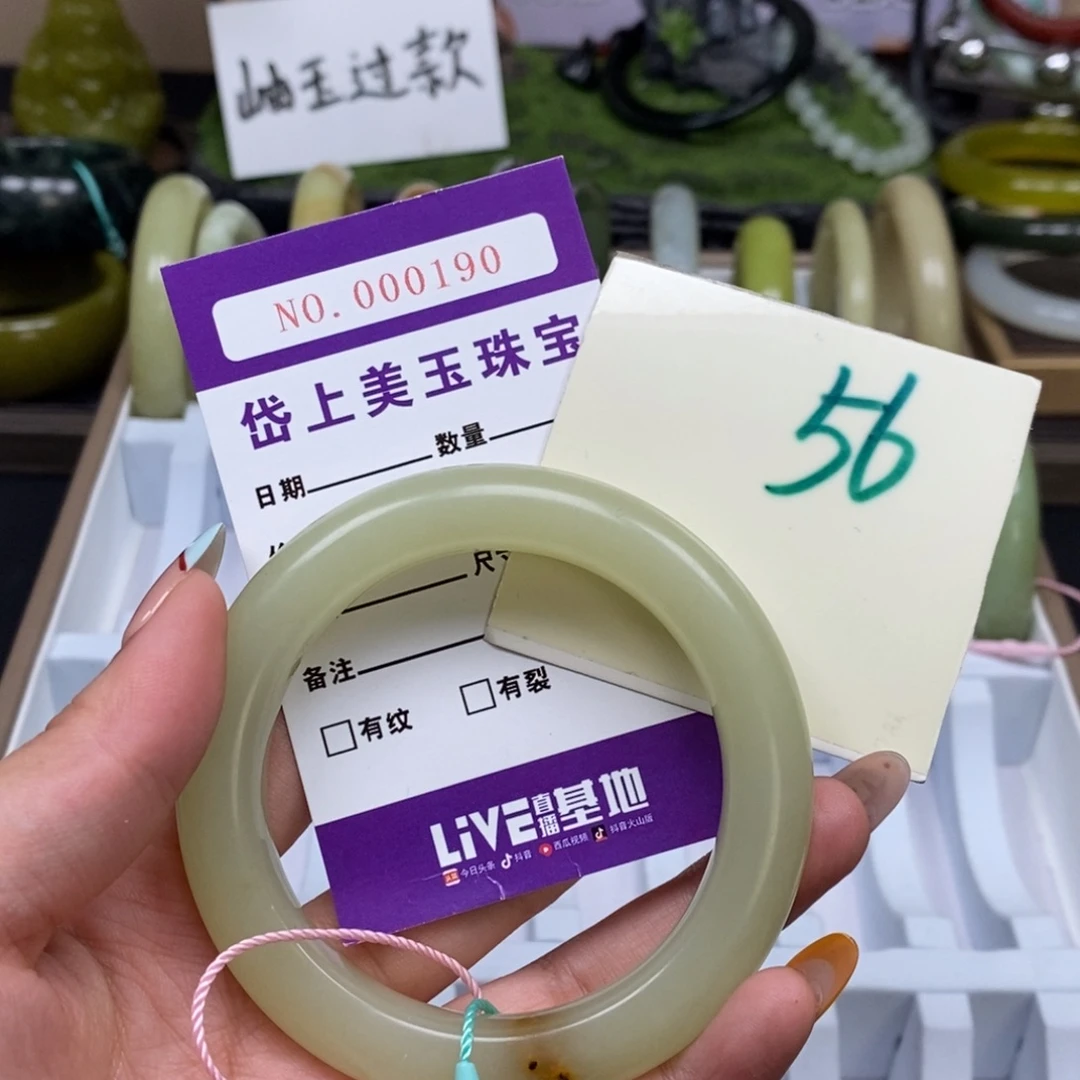 岫玉过款
NO.000190
岱上美玉珠宝
56
日期 数量
尺寸
备注
有纹 有裂
LiVE直播基地
今日头条 抖音 西瓜视频 抖音火山版